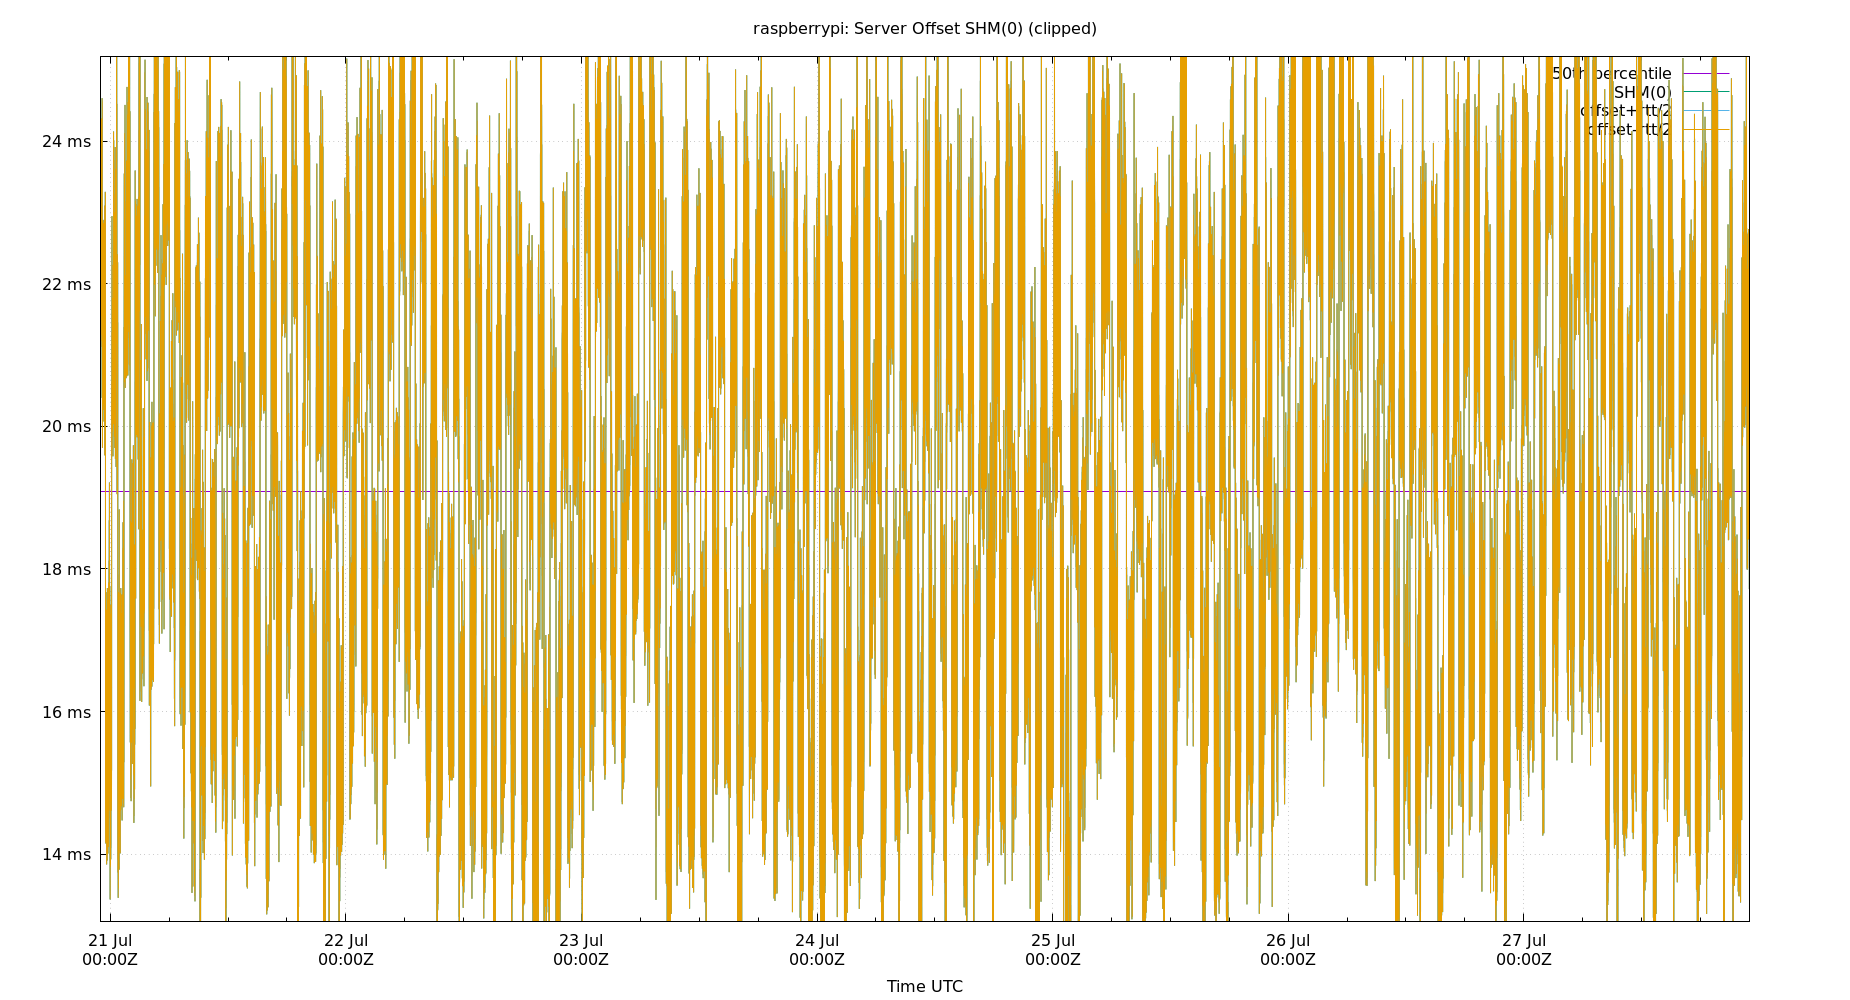 raspberrypi: Server Offset SHM(0) (clipped)
50th percentile
SHM(0)
offset+rtt/2
offset-rtt/2
24 ms
22 ms
20 ms
18 ms
16 ms
14 ms
21 Jul 22 Jul 23 Jul 24 Jul 25 Jul 26 Jul 27 Jul
00:00Z 00:00Z 00:00Z 00:00Z 00:00Z 00:00Z 00:00Z
Time UTC